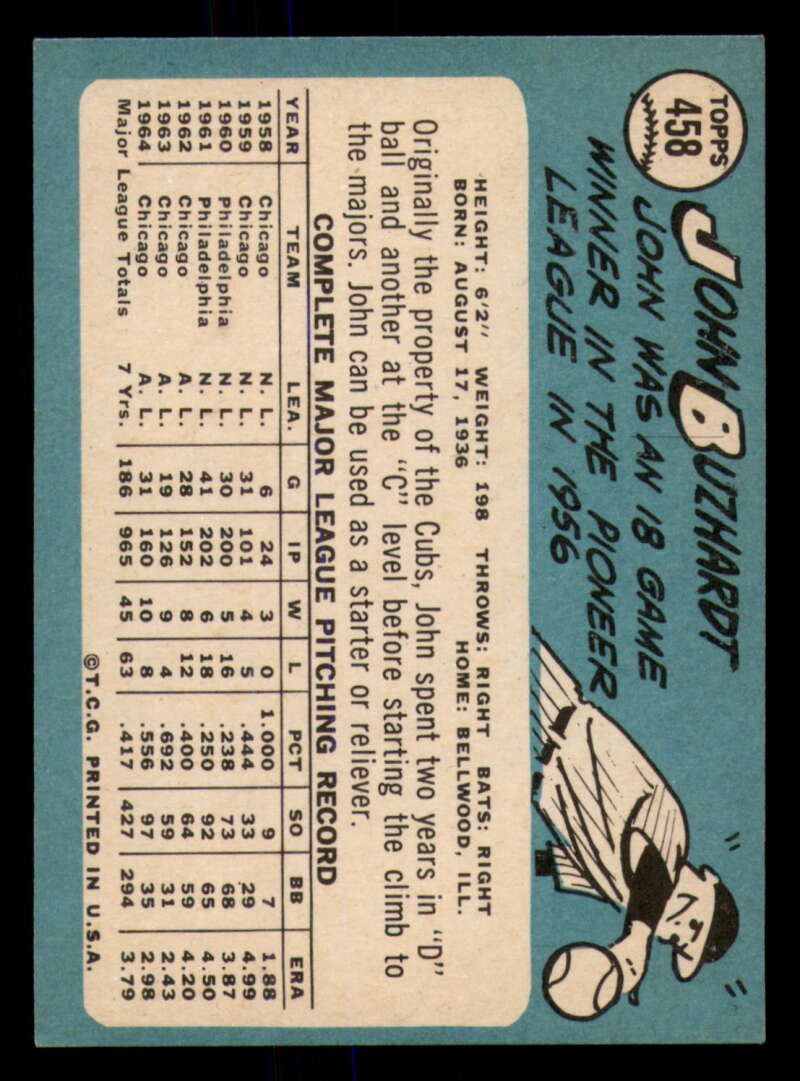 TOPPS
458
JOHN BUZHARDT
JOHN WAS AN 18 GAME
WINNER IN THE PIONEER
LEAGUE IN 1956
HEIGHT: 6'2" WEIGHT: 198 THROWS: RIGHT BATS: RIGHT
BORN: AUGUST 17, 1936 HOME: BELLWOOD, ILL.
Originally the property of the Cubs, John spent two years in "D"
ball and another at the "C" level before starting the climb to
the majors. John can be used as a starter or reliever.
COMPLETE MAJOR LEAGUE PITCHING RECORD
YEAR TEAM LEA. G IP W L PCT SO BB ERA
1958 Chicago N. L. 6 24 3 0 1.000 9 7 1.88
1959 Chicago N. L. 31 101 4 5 .444 33 29 4.99
1960 Philadelphia N. L. 30 200 5 16 .238 73 68 3.87
1961 Philadelphia N. L. 41 202 6 18 .250 92 65 4.50
1962 Chicago A. L. 28 152 8 12 .400 64 59 4.20
1963 Chicago A. L. 19 126 9 4 .692 59 31 2.43
1964 Chicago A. L. 31 160 10 8 .556 97 35 2.98
Major League Totals 7 Yrs. 186 965 45 63 .417 427 294 3.79
©T.C.G. PRINTED IN U.S.A.